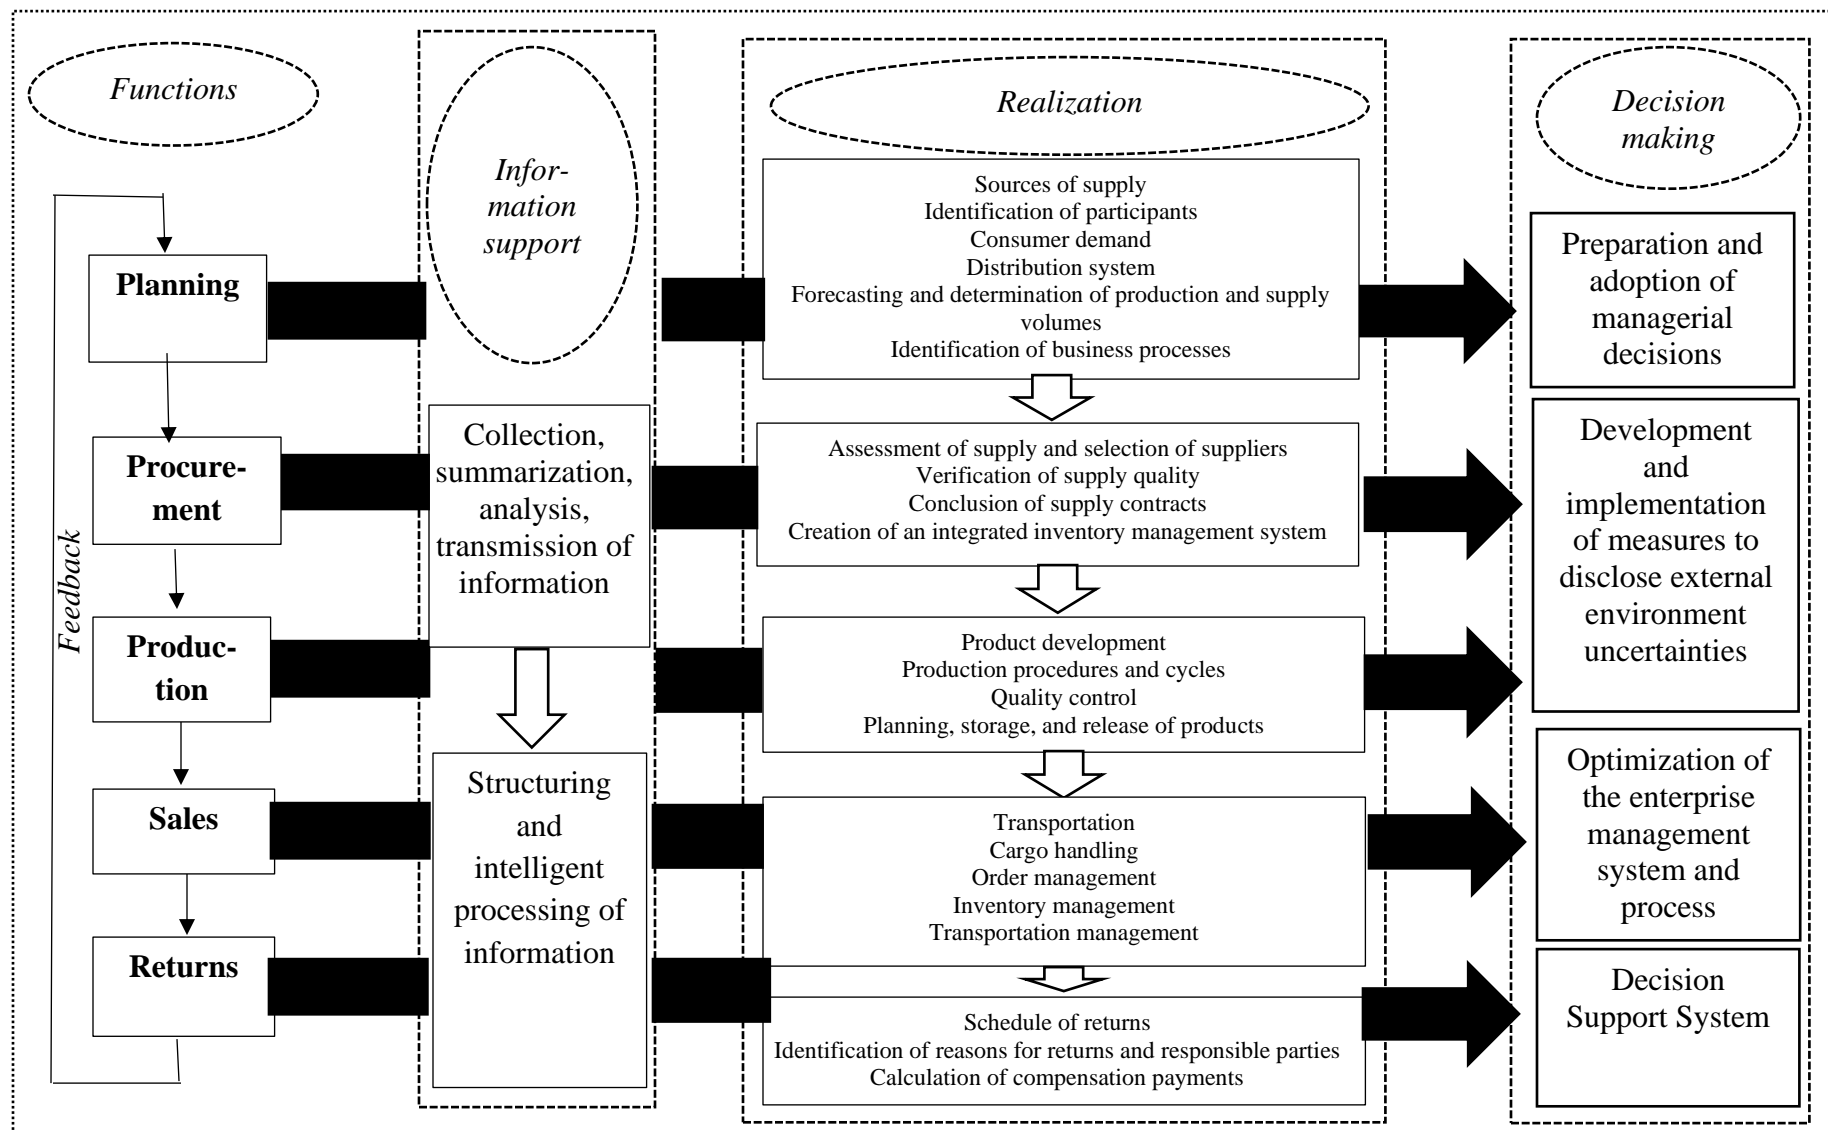 Functions
Infor-
mation
support
Realization
Decision
making
Feedback
Planning
Procure-
ment
Produc-
tion
Sales
Returns
Collection,
summarization,
analysis,
transmission of
information
Structuring
and
intelligent
processing of
information
Sources of supply
Identification of participants
Consumer demand
Distribution system
Forecasting and determination of production and supply
volumes
Identification of business processes
Assessment of supply and selection of suppliers
Verification of supply quality
Conclusion of supply contracts
Creation of an integrated inventory management system
Product development
Production procedures and cycles
Quality control
Planning, storage, and release of products
Transportation
Cargo handling
Order management
Inventory management
Transportation management
Schedule of returns
Identification of reasons for returns and responsible parties
Calculation of compensation payments
Preparation and
adoption of
managerial
decisions
Development
and
implementation
of measures to
disclose external
environment
uncertainties
Optimization of
the enterprise
management
system and
process
Decision
Support System